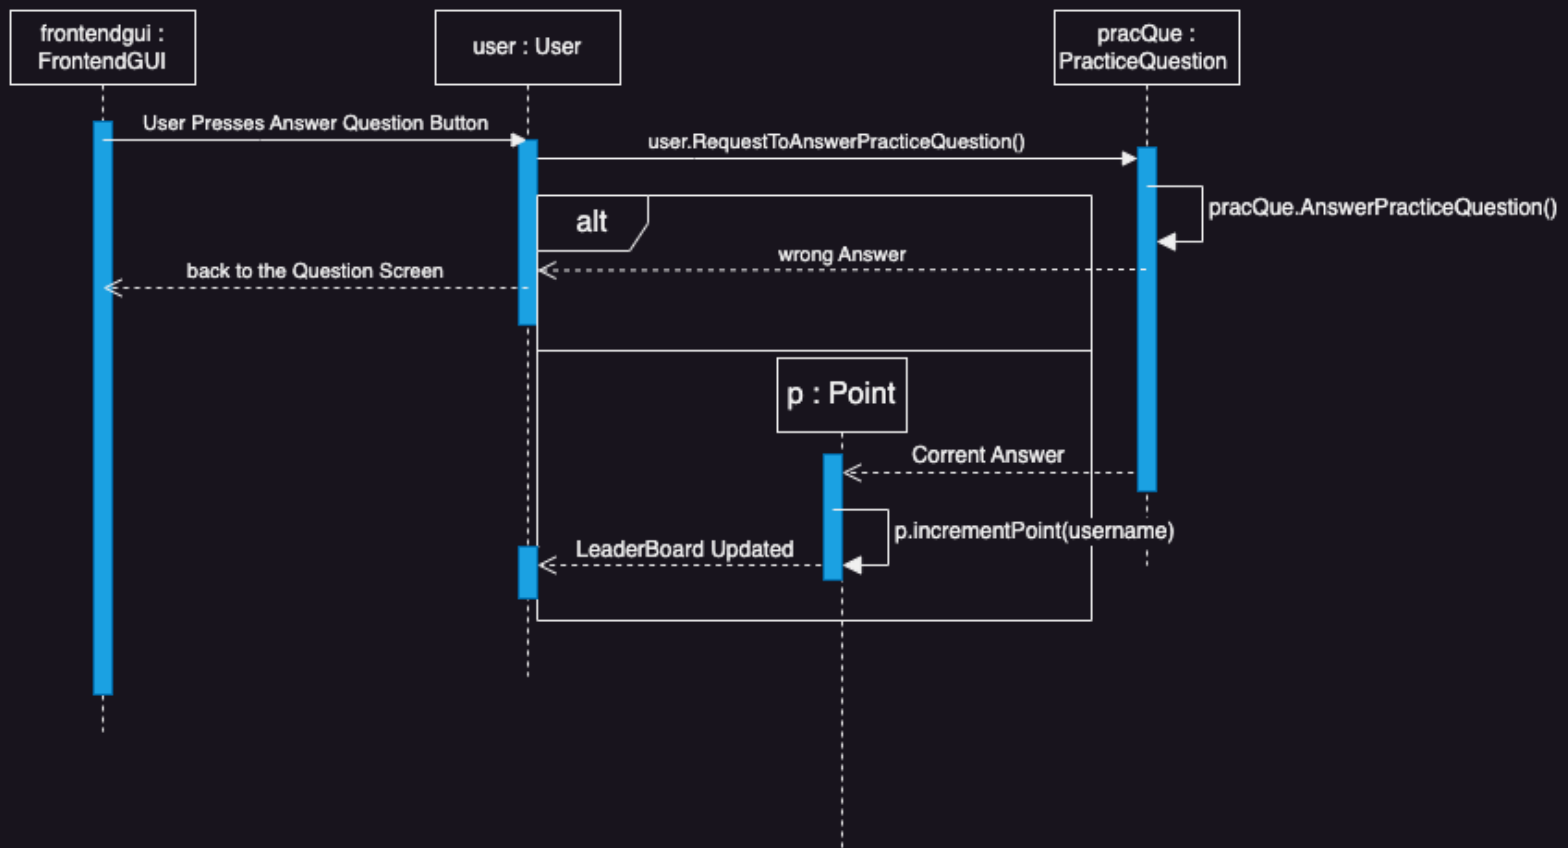 frontendgui :
FrontendGUI
user : User
pracQue :
PracticeQuestion
User Presses Answer Question Button
user.RequestToAnswerPracticeQuestion()
pracQue.AnswerPracticeQuestion()
alt
wrong Answer
back to the Question Screen
p : Point
Corrent Answer
p.incrementPoint(username)
LeaderBoard Updated